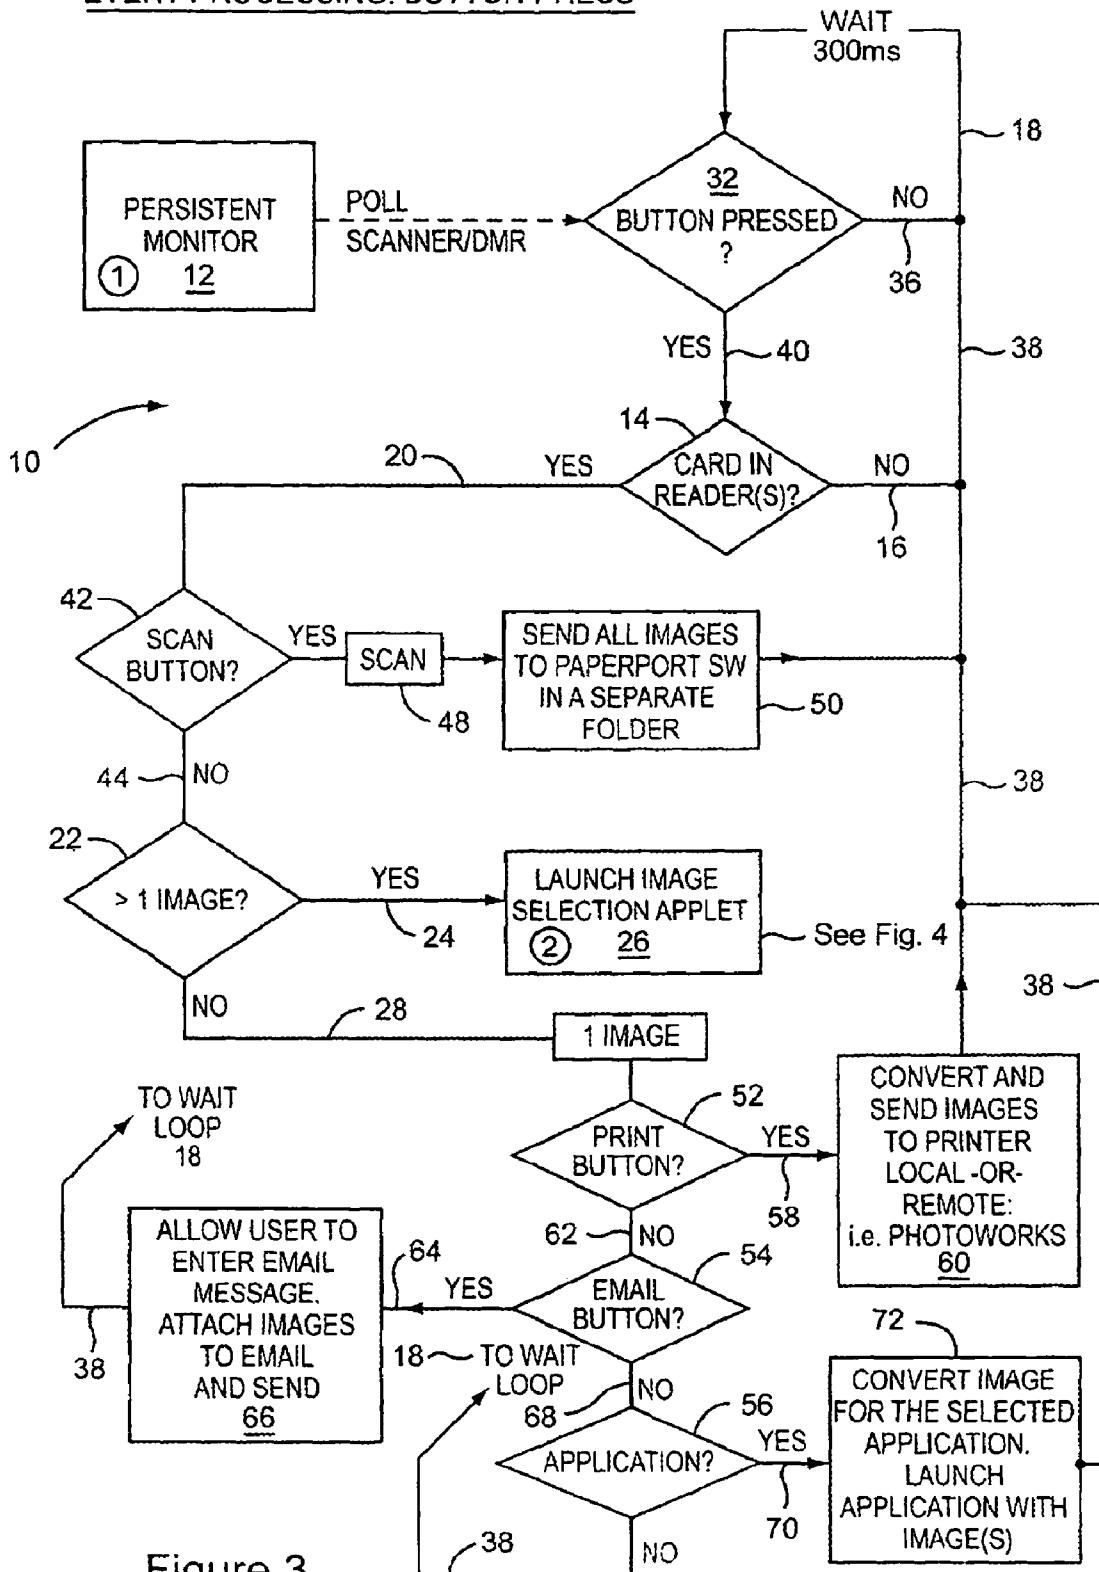 EVENT PROCESSING: BUTTON PRESS
WAIT
300ms
18
32
BUTTON PRESSED
?
NO
36
PERSISTENT
MONITOR
1 12
POLL
SCANNER/DMR
YES
40
38
10
14
CARD IN
READER(S)?
20
YES
NO
16
42
SCAN
BUTTON?
YES
SCAN
48
SEND ALL IMAGES
TO PAPERPORT SW
IN A SEPARATE
FOLDER
50
44
NO
38
22
> 1 IMAGE?
YES
24
LAUNCH IMAGE
SELECTION APPLET
2 26
See Fig. 4
38
NO
28
1 IMAGE
TO WAIT
LOOP
18
52
PRINT
BUTTON?
YES
58
CONVERT AND
SEND IMAGES
TO PRINTER
LOCAL -OR-
REMOTE:
i.e. PHOTOWORKS
60
62
NO
54
EMAIL
BUTTON?
YES
64
ALLOW USER TO
ENTER EMAIL
MESSAGE.
ATTACH IMAGES
TO EMAIL
AND SEND
66
38
18
TO WAIT
LOOP
68
NO
56
APPLICATION?
YES
70
72
CONVERT IMAGE
FOR THE SELECTED
APPLICATION.
LAUNCH
APPLICATION WITH
IMAGE(S)
NO
38
Figure 3